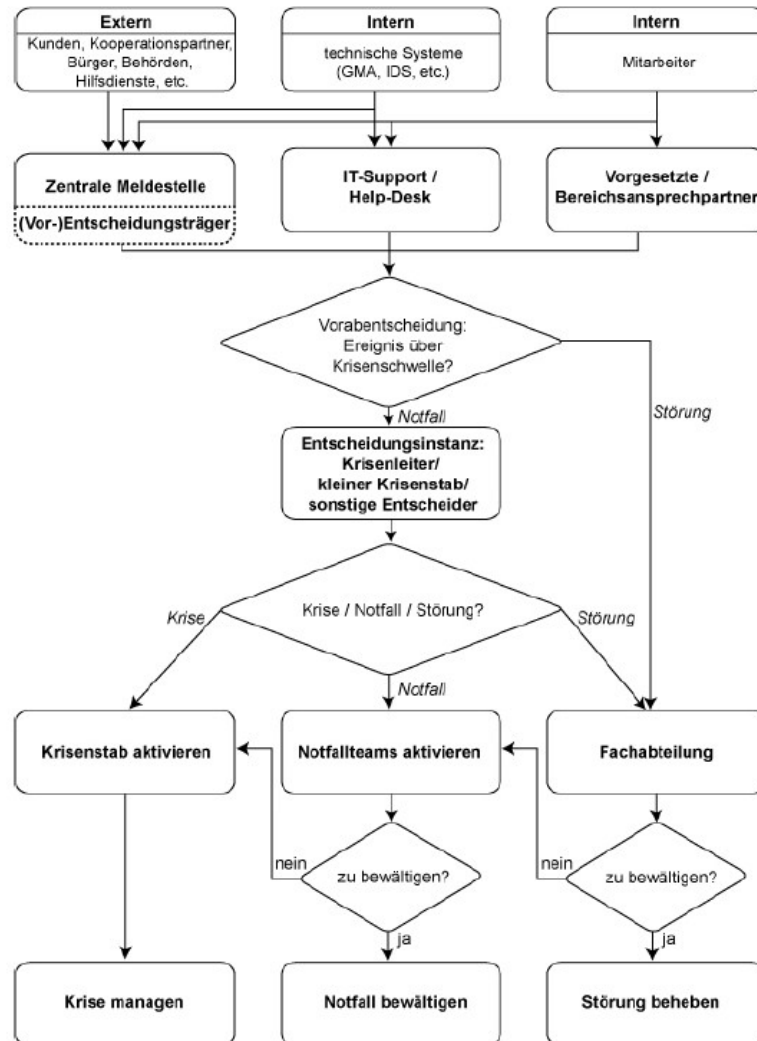 Extern
Kunden, Kooperationspartner,
Bürger, Behörden,
Hilfsdienste, etc.
Intern
technische Systeme
(GMA, IDS, etc.)
Intern
Mitarbeiter
Zentrale Meldestelle
(Vor-)Entscheidungsträger
IT-Support /
Help-Desk
Vorgesetzte /
Bereichsansprechpartner
Vorabentscheidung:
Ereignis über
Krisenschwelle?
Notfall
Störung
Entscheidungsinstanz:
Krisenleiter/
kleiner Krisenstab/
sonstige Entscheider
Krise / Notfall / Störung?
Krise
Störung
Notfall
Krisenstab aktivieren
Notfallteams aktivieren
Fachabteilung
nein
zu bewältigen?
nein
zu bewältigen?
ja
ja
Krise managen
Notfall bewältigen
Störung beheben